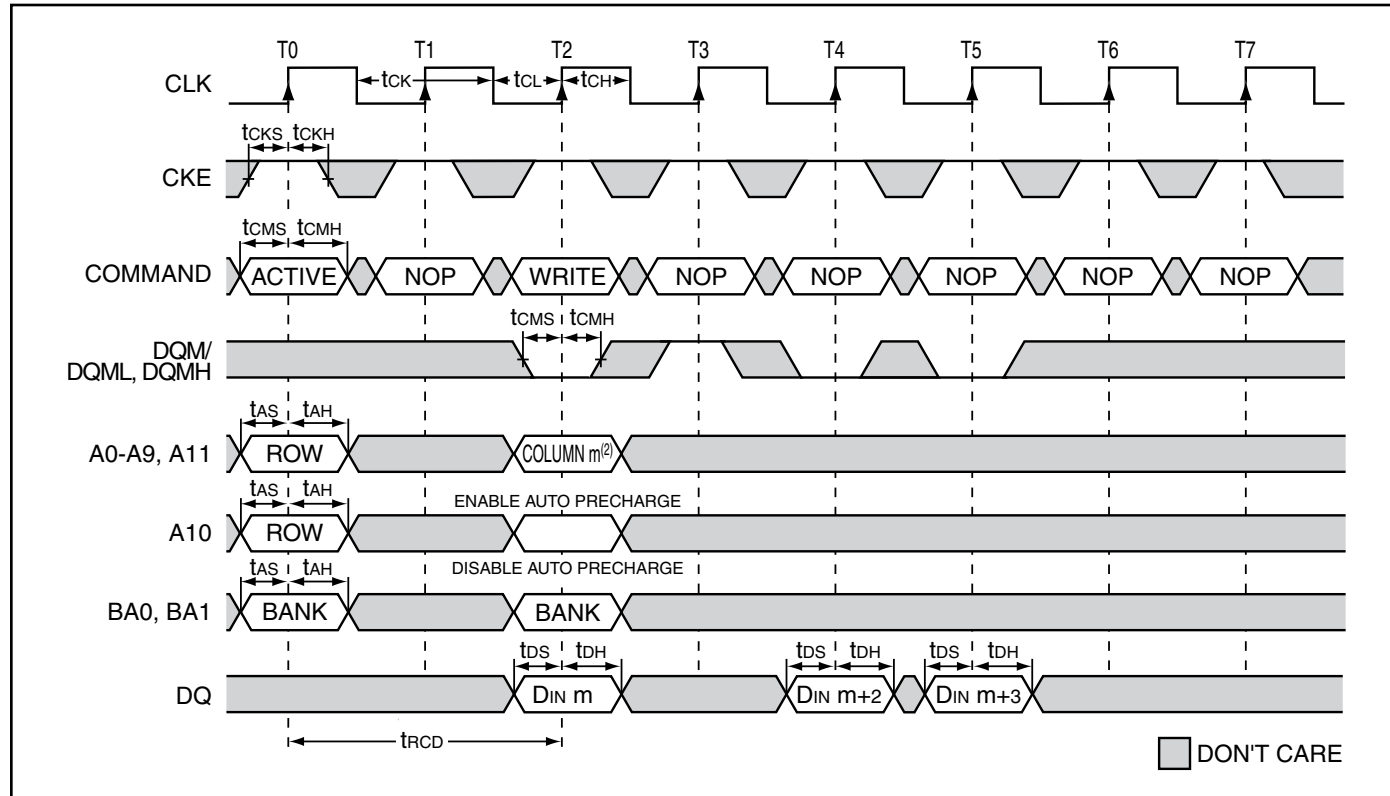 T0 T1 T2 T3 T4 T5 T6 T7
CLK tCK tCL tCH
tCKS tCKH
CKE
tCMS tCMH
COMMAND ACTIVE NOP WRITE NOP NOP NOP NOP NOP
tCMS tCMH
DQM/
DQML, DQMH
tAS tAH
A0-A9, A11 ROW COLUMN m(2)
tAS tAH ENABLE AUTO PRECHARGE
A10 ROW
tAS tAH DISABLE AUTO PRECHARGE
BA0, BA1 BANK BANK
tDS tDH tDS tDH tDS tDH
DQ DIN m DIN m+2 DIN m+3
tRCD
DON'T CARE